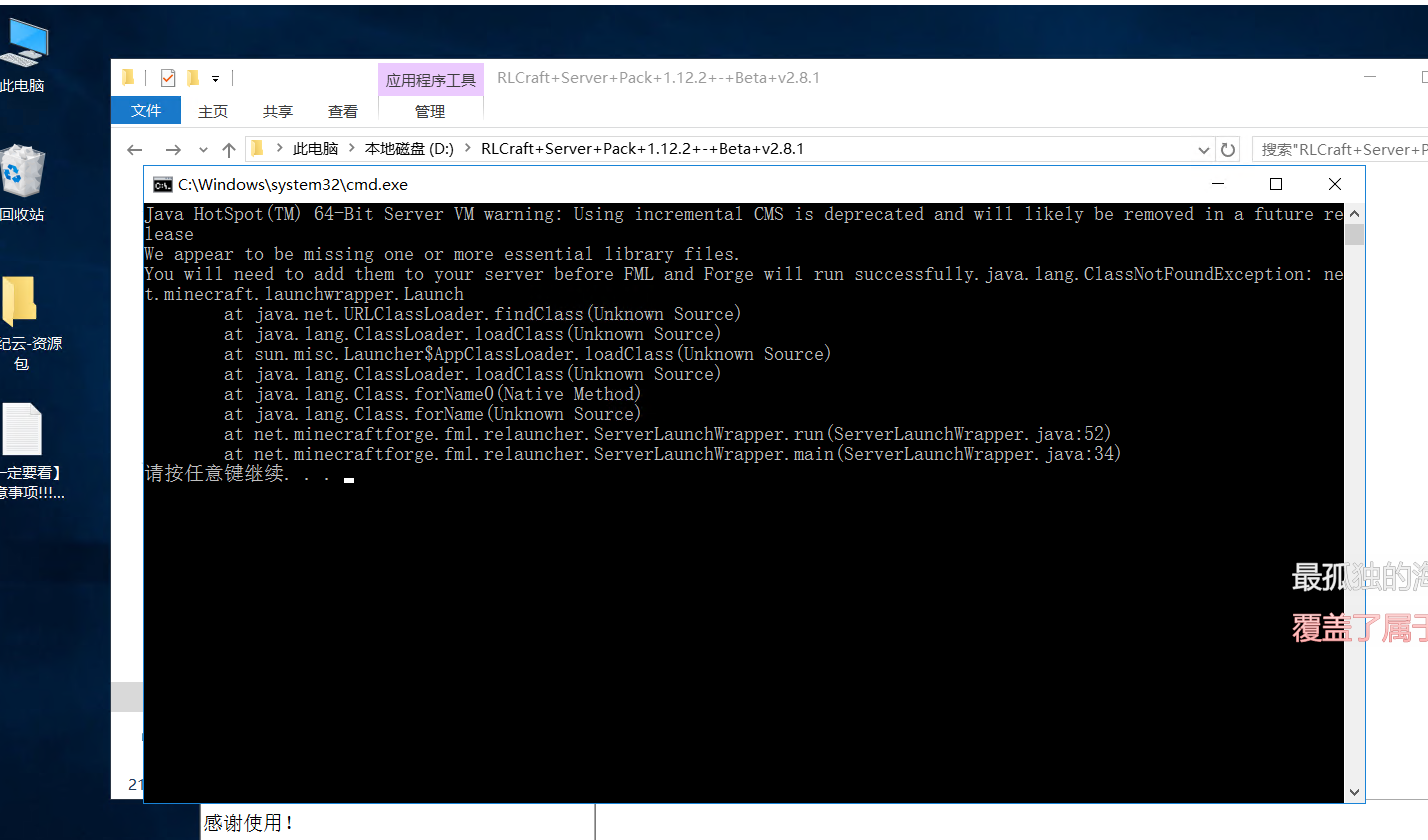 此电脑
回收站
纪云-资源
包
一定要看】
意事项!!!...
应用程序工具
RLCraft+Server+Pack+1.12.2+-+Beta+v2.8.1
文件
主页
共享
查看
管理
此电脑
本地磁盘 (D:)
RLCraft+Server+Pack+1.12.2+-+Beta+v2.8.1
搜索"RLCraft+Server+P
C:\Windows\system32\cmd.exe
Java HotSpot(TM) 64-Bit Server VM warning: Using incremental CMS is deprecated and will likely be removed in a future re
lease
We appear to be missing one or more essential library files.
You will need to add them to your server before FML and Forge will run successfully.java.lang.ClassNotFoundException: ne
t.minecraft.launchwrapper.Launch
at java.net.URLClassLoader.findClass(Unknown Source)
at java.lang.ClassLoader.loadClass(Unknown Source)
at sun.misc.Launcher$AppClassLoader.loadClass(Unknown Source)
at java.lang.ClassLoader.loadClass(Unknown Source)
at java.lang.Class.forName0(Native Method)
at java.lang.Class.forName(Unknown Source)
at net.minecraftforge.fml.relauncher.ServerLaunchWrapper.run(ServerLaunchWrapper.java:52)
at net.minecraftforge.fml.relauncher.ServerLaunchWrapper.main(ServerLaunchWrapper.java:34)
请按任意键继续. . .
最孤独的海
覆盖了属于
21
感谢使用!